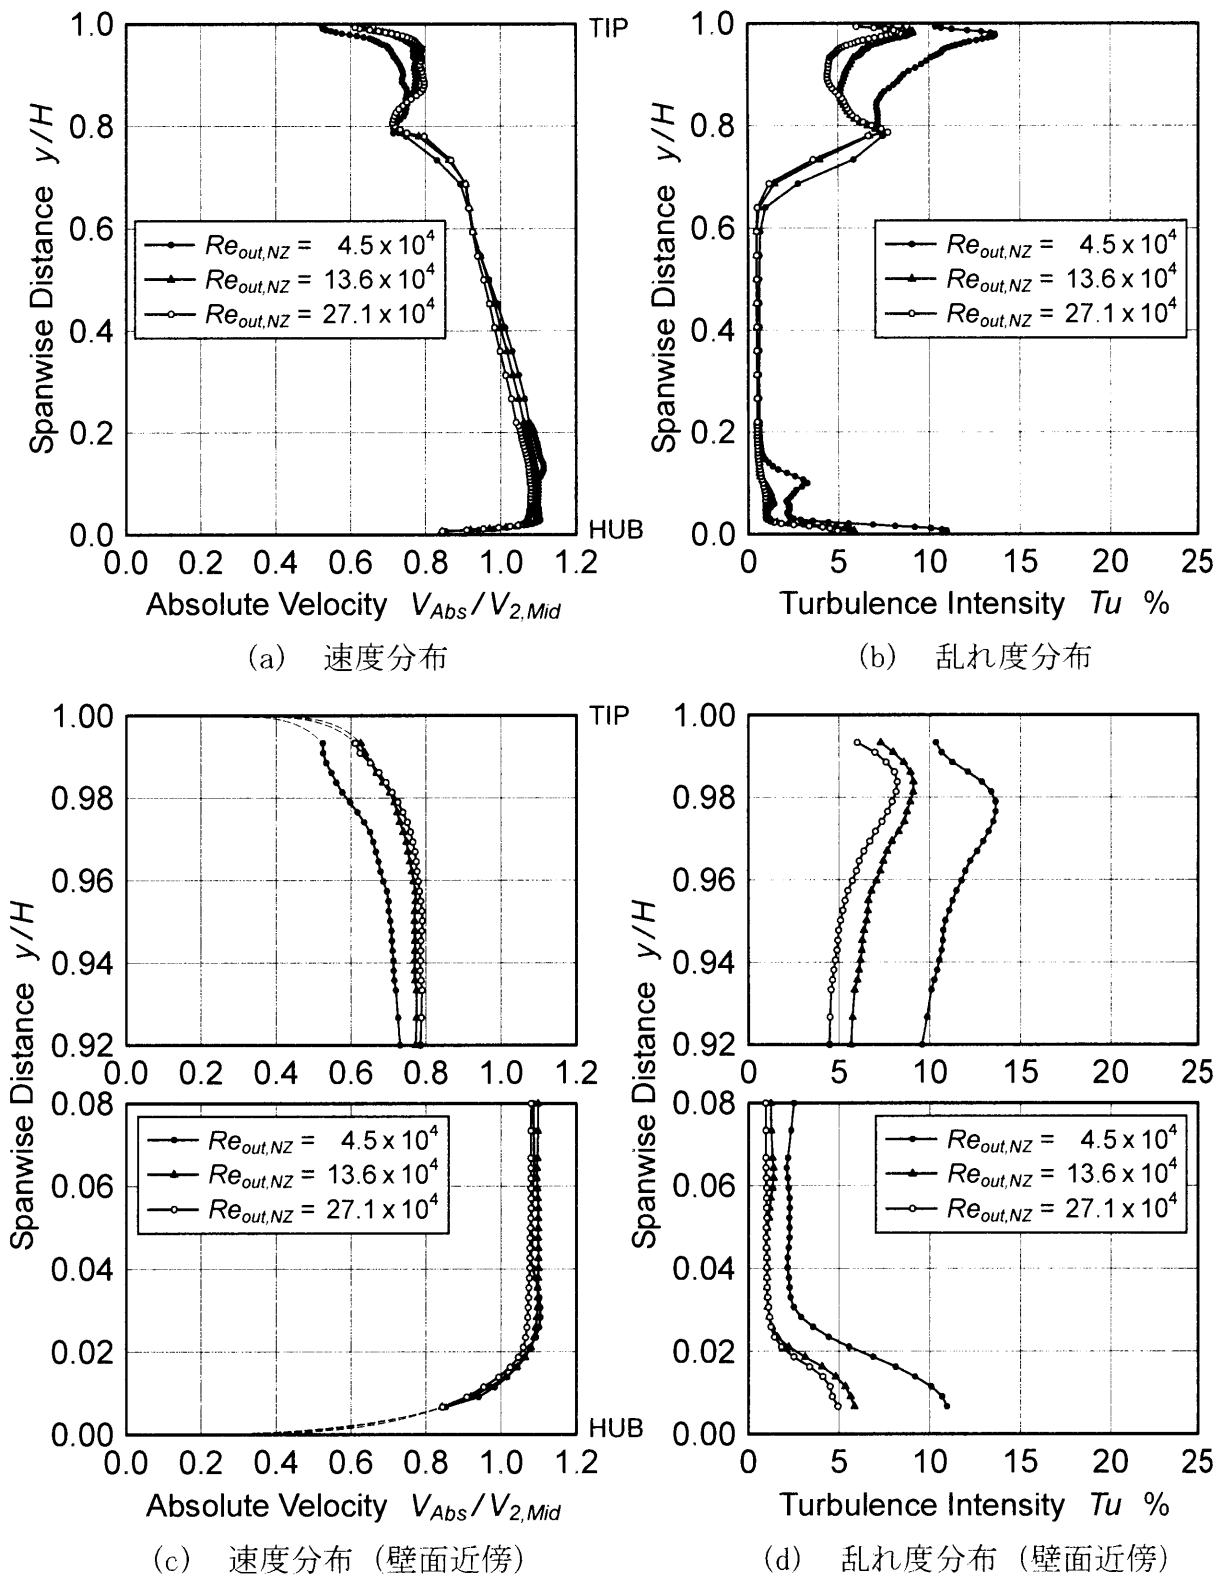 1.0
0.8
0.6
0.4
0.2
0.0
Spanwise Distance y/H
TIP
HUB
Re_out,NZ = 4.5 x 10^4
Re_out,NZ = 13.6 x 10^4
Re_out,NZ = 27.1 x 10^4
0.0 0.2 0.4 0.6 0.8 1.0 1.2
Absolute Velocity V_Abs / V_2,Mid
(a) 速度分布
1.0
0.8
0.6
0.4
0.2
0.0
Spanwise Distance y/H
Re_out,NZ = 4.5 x 10^4
Re_out,NZ = 13.6 x 10^4
Re_out,NZ = 27.1 x 10^4
0 5 10 15 20 25
Turbulence Intensity Tu %
(b) 乱れ度分布
1.00
0.98
0.96
0.94
0.92
TIP
0.0 0.2 0.4 0.6 0.8 1.0 1.2
Spanwise Distance y/H
0.08
0.06
0.04
0.02
0.00
HUB
Re_out,NZ = 4.5 x 10^4
Re_out,NZ = 13.6 x 10^4
Re_out,NZ = 27.1 x 10^4
0.0 0.2 0.4 0.6 0.8 1.0 1.2
Absolute Velocity V_Abs / V_2,Mid
(c) 速度分布 (壁面近傍)
1.00
0.98
0.96
0.94
0.92
0 5 10 15 20 25
Spanwise Distance y/H
0.08
0.06
0.04
0.02
0.00
Re_out,NZ = 4.5 x 10^4
Re_out,NZ = 13.6 x 10^4
Re_out,NZ = 27.1 x 10^4
0 5 10 15 20 25
Turbulence Intensity Tu %
(d) 乱れ度分布 (壁面近傍)